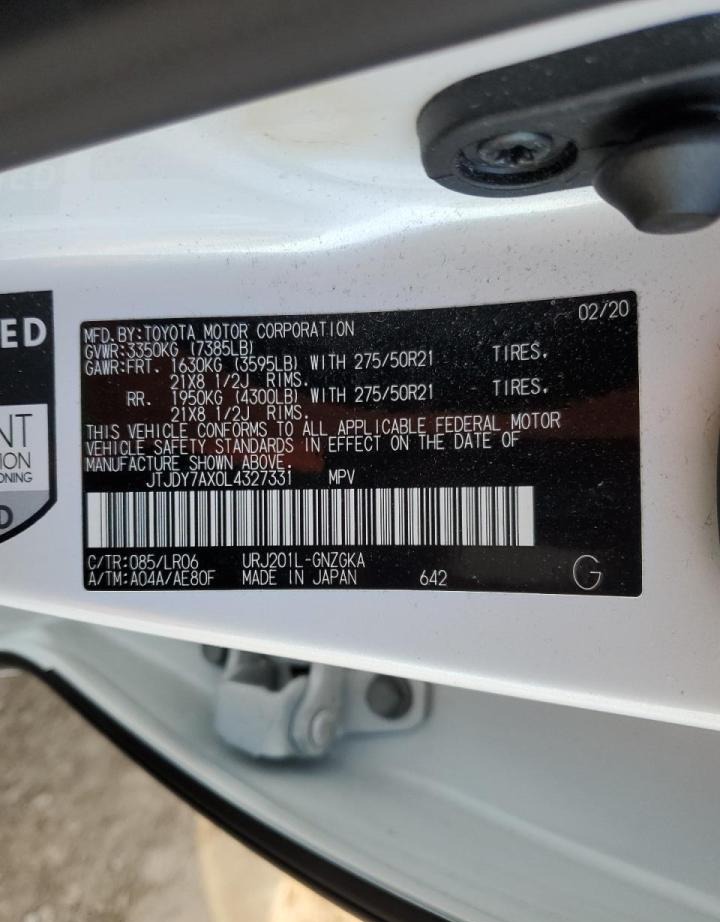 02/20
MFD.BY:TOYOTA MOTOR CORPORATION
GVWR:3350KG (7385LB)
GAWR:FRT. 1630KG (3595LB) WITH 275/50R21 TIRES.
21X8 1/2J RIMS.
RR. 1950KG (4300LB) WITH 275/50R21 TIRES.
21X8 1/2J RIMS.
THIS VEHICLE CONFORMS TO ALL APPLICABLE FEDERAL MOTOR
VEHICLE SAFETY STANDARDS IN EFFECT ON THE DATE OF
MANUFACTURE SHOWN ABOVE.
JTJDY7AX0L4327331 MPV
C/TR:085/LR06 URJ201L-GNZGKA
A/TM:A04A/AE80F MADE IN JAPAN 642 G
ED
NT
ION
ONING
D